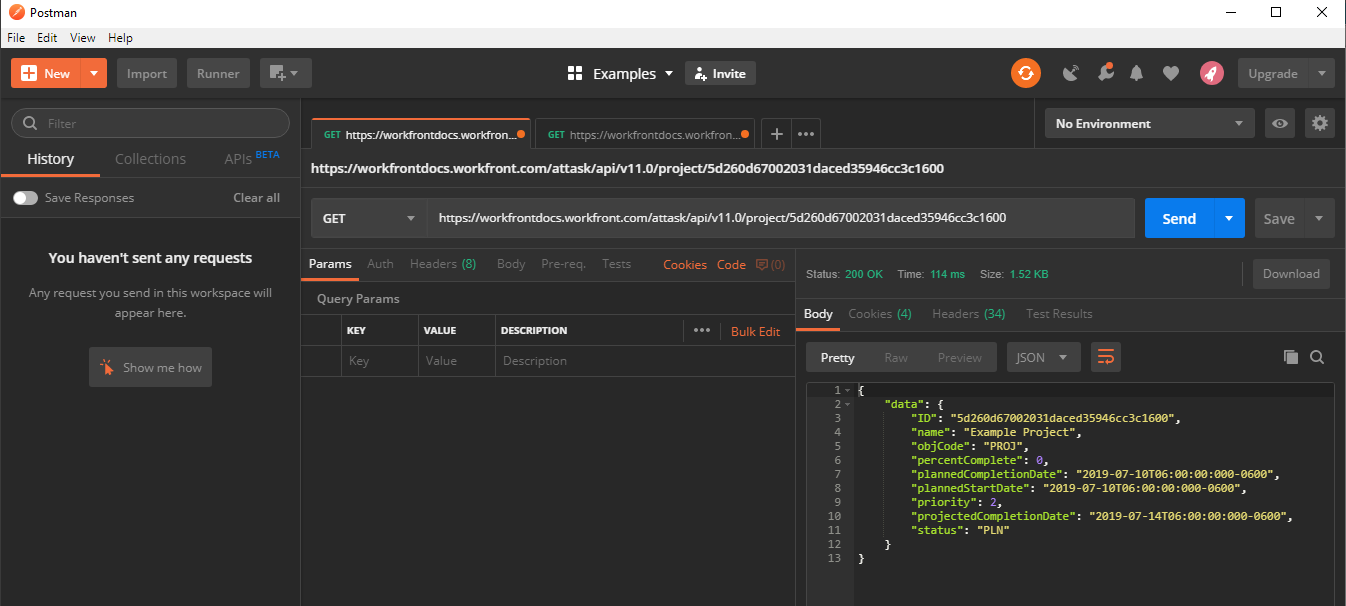 Postman
File Edit View Help
New Import Runner Examples Invite Upgrade
Filter
GET https://workfrontdocs.workfron... GET https://workfrontdocs.workfron... + ••• No Environment
History Collections APIs BETA
Save Responses Clear all
You haven't sent any requests
Any request you send in this workspace will
appear here.
Show me how
https://workfrontdocs.workfront.com/attask/api/v11.0/project/5d260d67002031daced35946cc3c1600
GET https://workfrontdocs.workfront.com/attask/api/v11.0/project/5d260d67002031daced35946cc3c1600 Send Save
Params Auth Headers (8) Body Pre-req. Tests Cookies Code (0)
Query Params
KEY VALUE DESCRIPTION ••• Bulk Edit
Key Value Description
Status: 200 OK Time: 114 ms Size: 1.52 KB Download
Body Cookies (4) Headers (34) Test Results
Pretty Raw Preview JSON
1 {
2 "data": {
3 "ID": "5d260d67002031daced35946cc3c1600",
4 "name": "Example Project",
5 "objCode": "PROJ",
6 "percentComplete": 0,
7 "plannedCompletionDate": "2019-07-10T06:00:00:000-0600",
8 "plannedStartDate": "2019-07-10T06:00:00:000-0600",
9 "priority": 2,
10 "projectedCompletionDate": "2019-07-14T06:00:00:000-0600",
11 "status": "PLN"
12 }
13 }